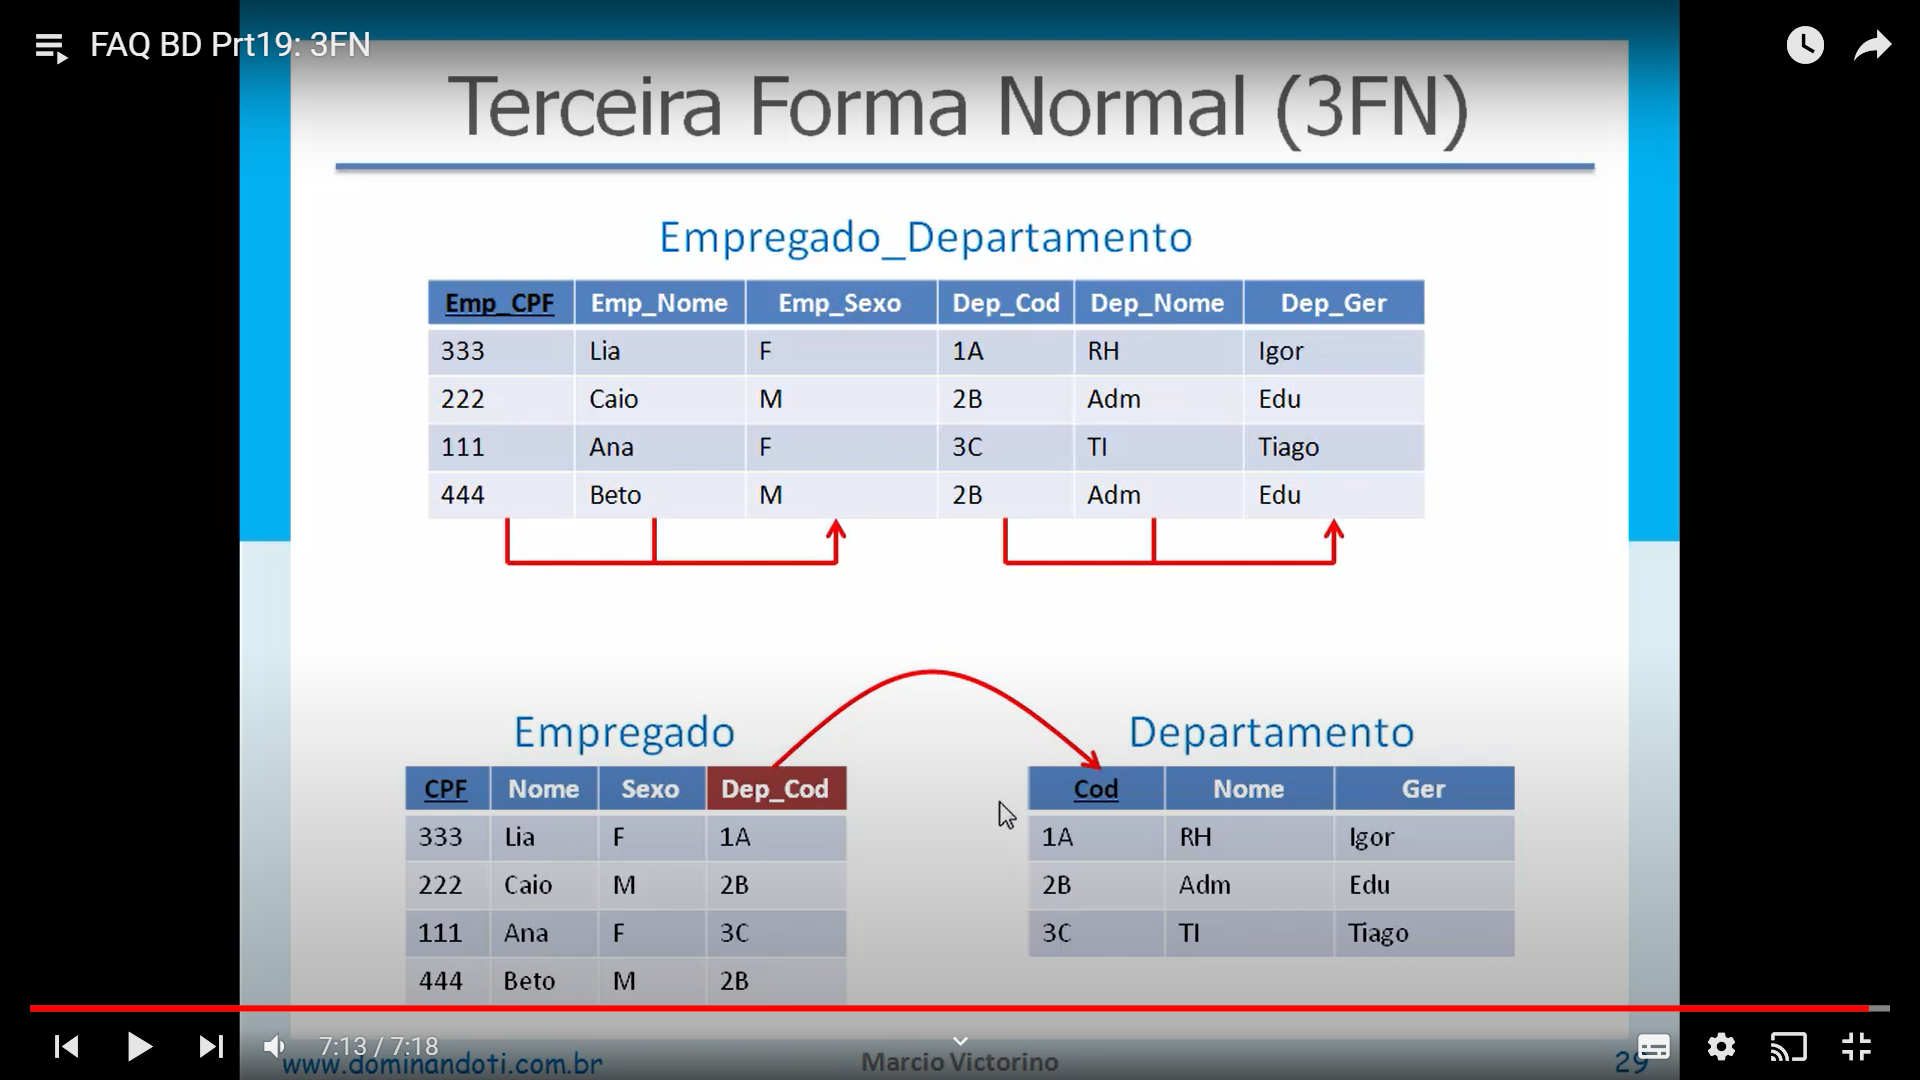 FAQ BD Prt19: 3FN
Terceira Forma Normal (3FN)
Empregado_Departamento
Emp_CPF Emp_Nome Emp_Sexo Dep_Cod Dep_Nome Dep_Ger
333 Lia F 1A RH Igor
222 Caio M 2B Adm Edu
111 Ana F 3C TI Tiago
444 Beto M 2B Adm Edu
Empregado
CPF Nome Sexo Dep_Cod
333 Lia F 1A
222 Caio M 2B
111 Ana F 3C
444 Beto M 2B
Departamento
Cod Nome Ger
1A RH Igor
2B Adm Edu
3C TI Tiago
7:13 / 7:18
www.dominandoti.com.br
Marcio Victorino
29